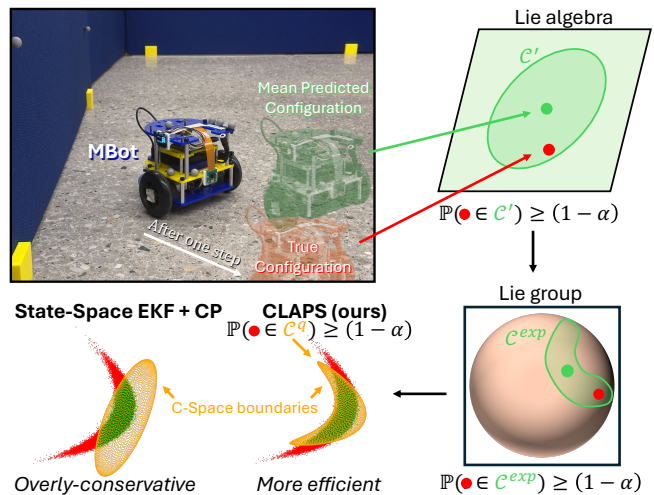 Lie algebra
𝒞′
Mean Predicted
Configuration
MBot
After one step
True
Configuration
ℙ(● ∈ 𝒞′) ≥ (1 − α)
Lie group
𝒞^exp
ℙ(● ∈ 𝒞^exp) ≥ (1 − α)
State-Space EKF + CP
CLAPS (ours)
ℙ(● ∈ 𝒞^q) ≥ (1 − α)
C-Space boundaries
Overly-conservative
More efficient